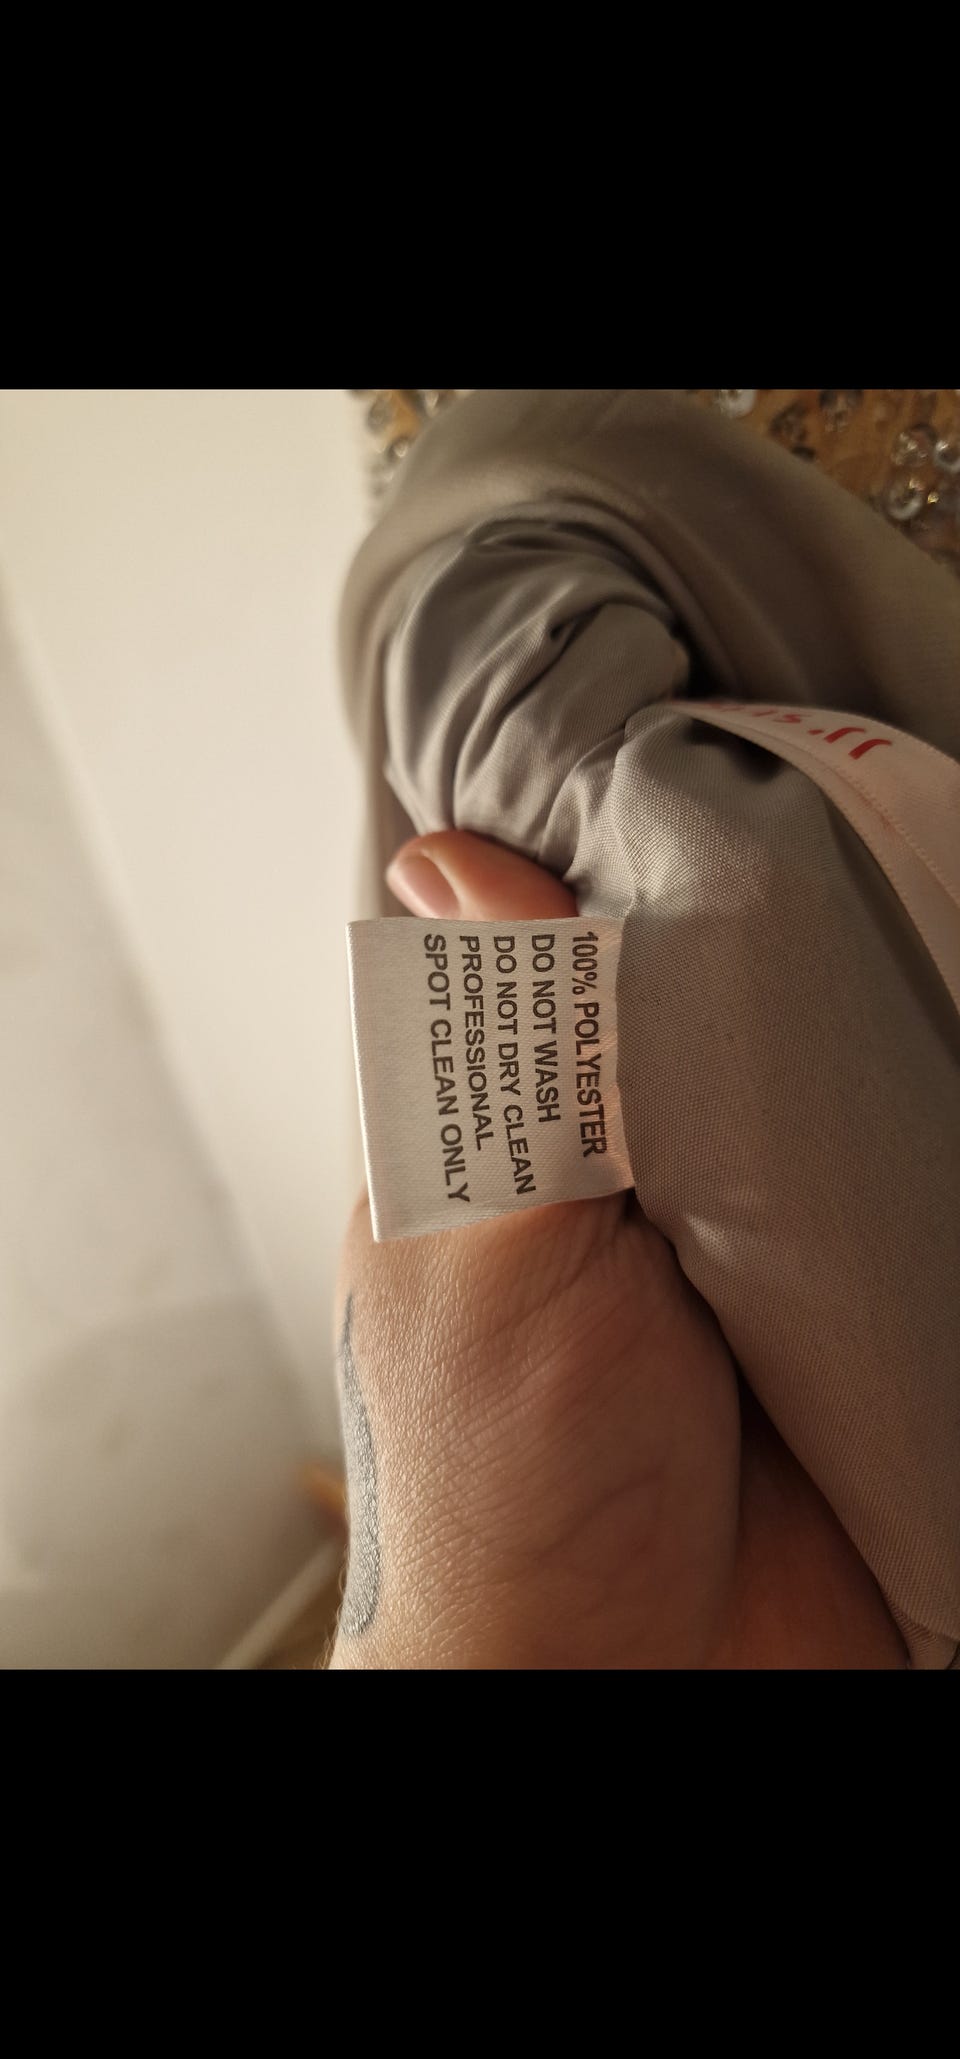 100% POLYESTER
DO NOT WASH
DO NOT DRY CLEAN
PROFESSIONAL
SPOT CLEAN ONLY